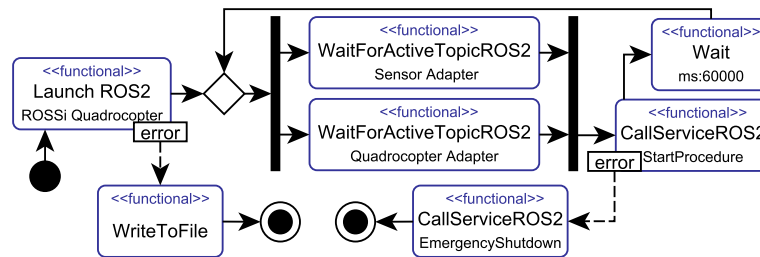 <<functional>>
Launch ROS2
ROSSi Quadrocopter
error
<<functional>>
WaitForActiveTopicROS2
Sensor Adapter
<<functional>>
WaitForActiveTopicROS2
Quadrocopter Adapter
<<functional>>
Wait
ms:60000
<<functional>>
CallServiceROS2
StartProcedure
error
<<functional>>
WriteToFile
<<functional>>
CallServiceROS2
EmergencyShutdown